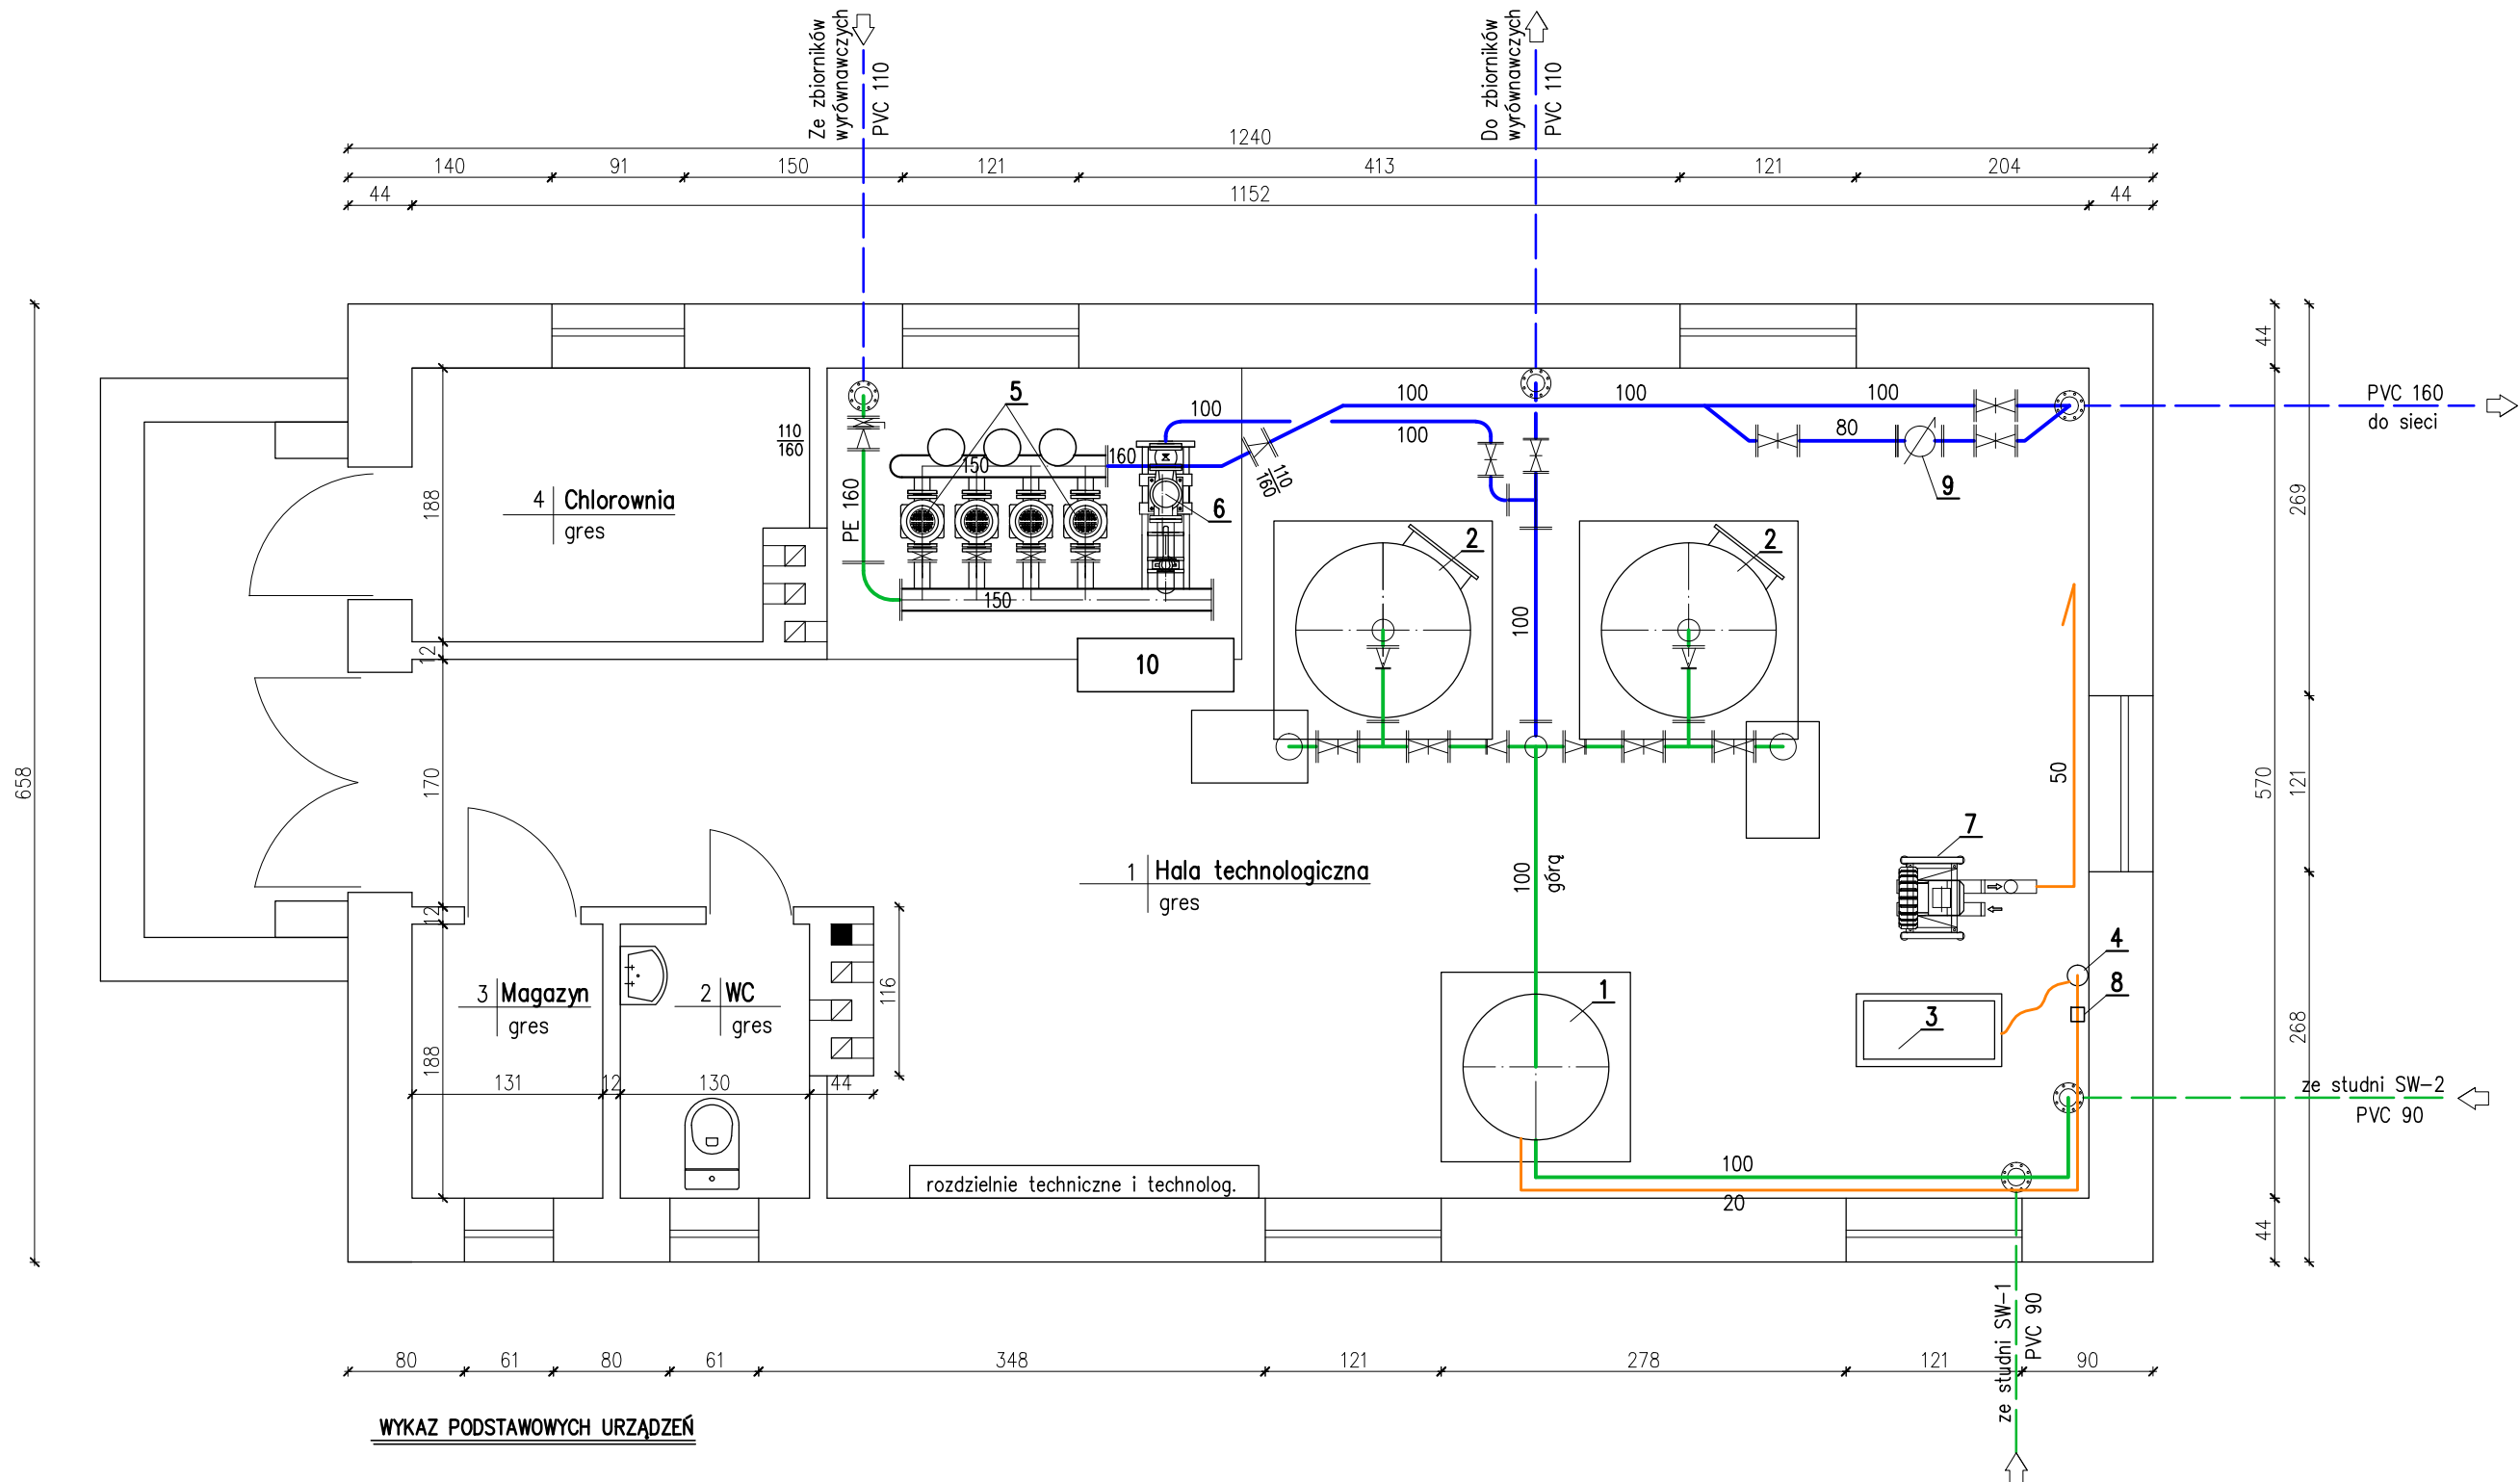 Ze zbiorników
wyrównawczych
PVC 110
Do zbiorników
wyrównawczych
PVC 110
1240
140
91
150
121
413
121
204
44
1152
44
658
44
570
44
269
121
268
PVC 160
do sieci
188
12
170
12
188
4 Chlorownia
gres
110
160
PE 160
5
150
160
150
100
6
110
160
100
100
100
100
80
9
2
2
100
10
50
7
1 Hala technologiczna
gres
100
górą
4
8
3
1
3 Magazyn
gres
2 WC
gres
116
131
12
130
44
rozdzielnie techniczne i technolog.
100
20
ze studni SW-2
PVC 90
ze studni SW-1
PVC 90
80
61
80
61
348
121
278
121
90
WYKAZ PODSTAWOWYCH URZĄDZEŃ